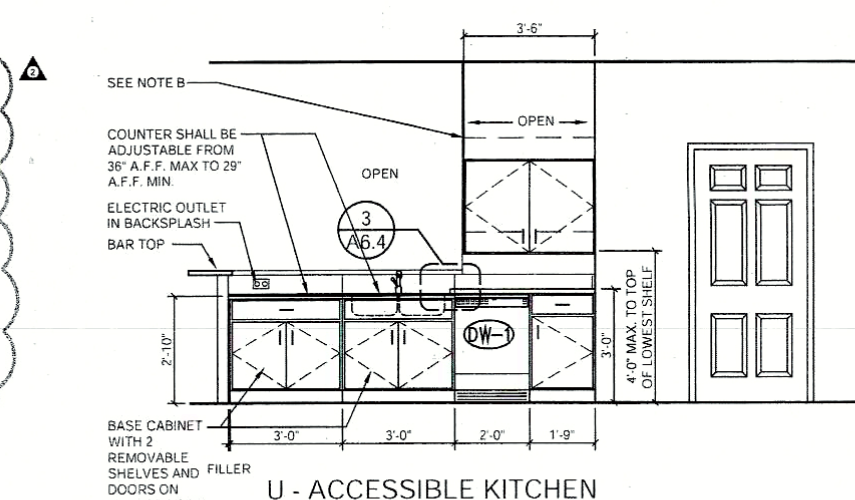 3'-6"
2
SEE NOTE B
OPEN
COUNTER SHALL BE
ADJUSTABLE FROM
36" A.F.F. MAX TO 29"
A.F.F. MIN.
OPEN
ELECTRIC OUTLET
IN BACKSPLASH
3
A6.4
BAR TOP
2'-10"
DW-1
3'-0"
4'-0" MAX. TO TOP
OF LOWEST SHELF
BASE CABINET
WITH 2
REMOVABLE
SHELVES AND
DOORS ON
FILLER
3'-0"
3'-0"
2'-0"
1'-9"
U - ACCESSIBLE KITCHEN